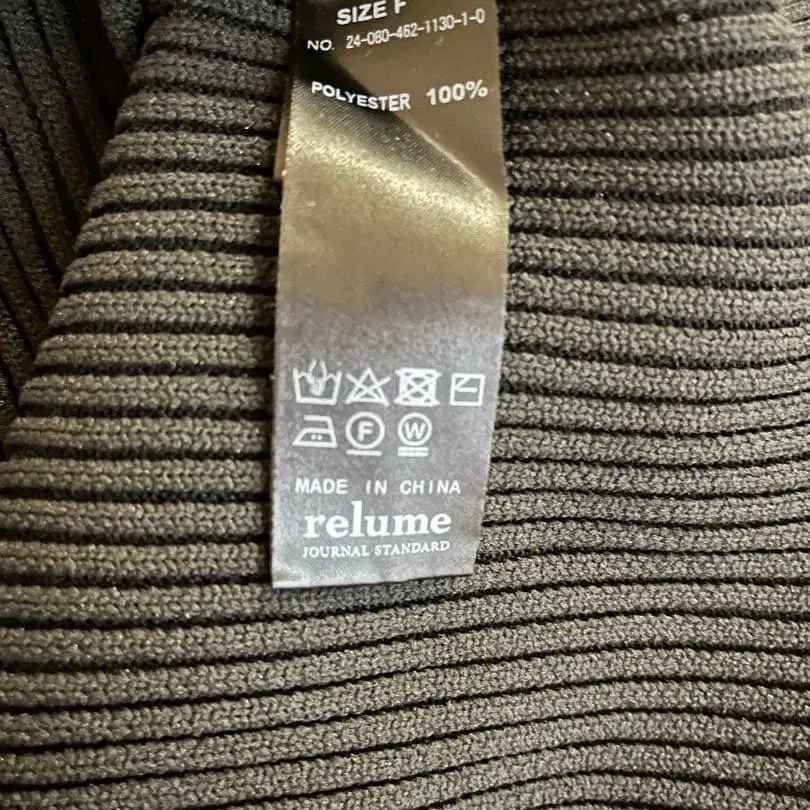 SIZE F
NO. 24-080-462-1130-1-0
POLYESTER 100%
F W
MADE IN CHINA
relume
JOURNAL STANDARD